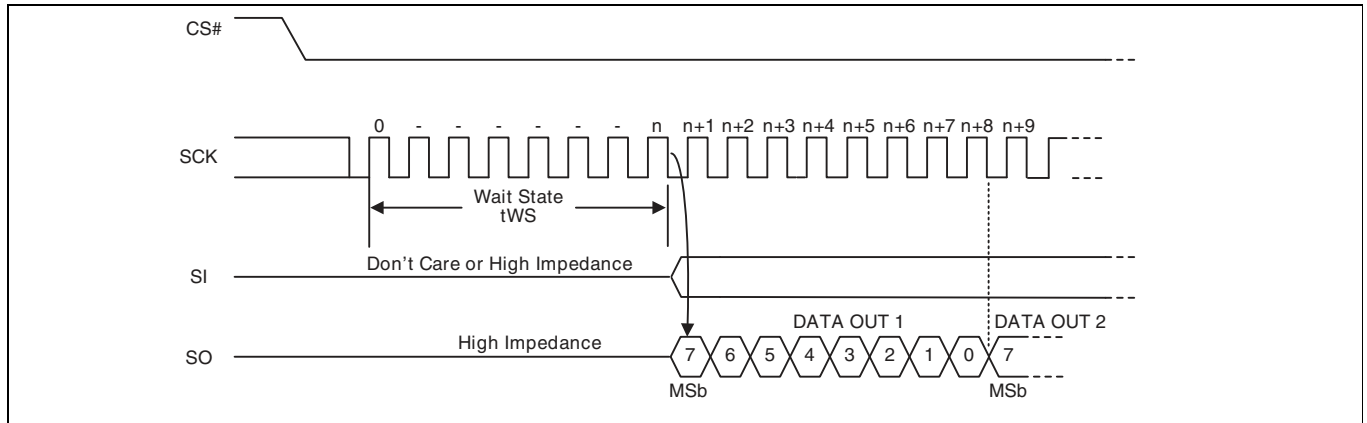 CS#
0 - - - - - - n n+1 n+2 n+3 n+4 n+5 n+6 n+7 n+8 n+9
SCK
Wait State
tWS
Don't Care or High Impedance
SI
DATA OUT 1 DATA OUT 2
High Impedance
SO
7 6 5 4 3 2 1 0 7
MSb MSb